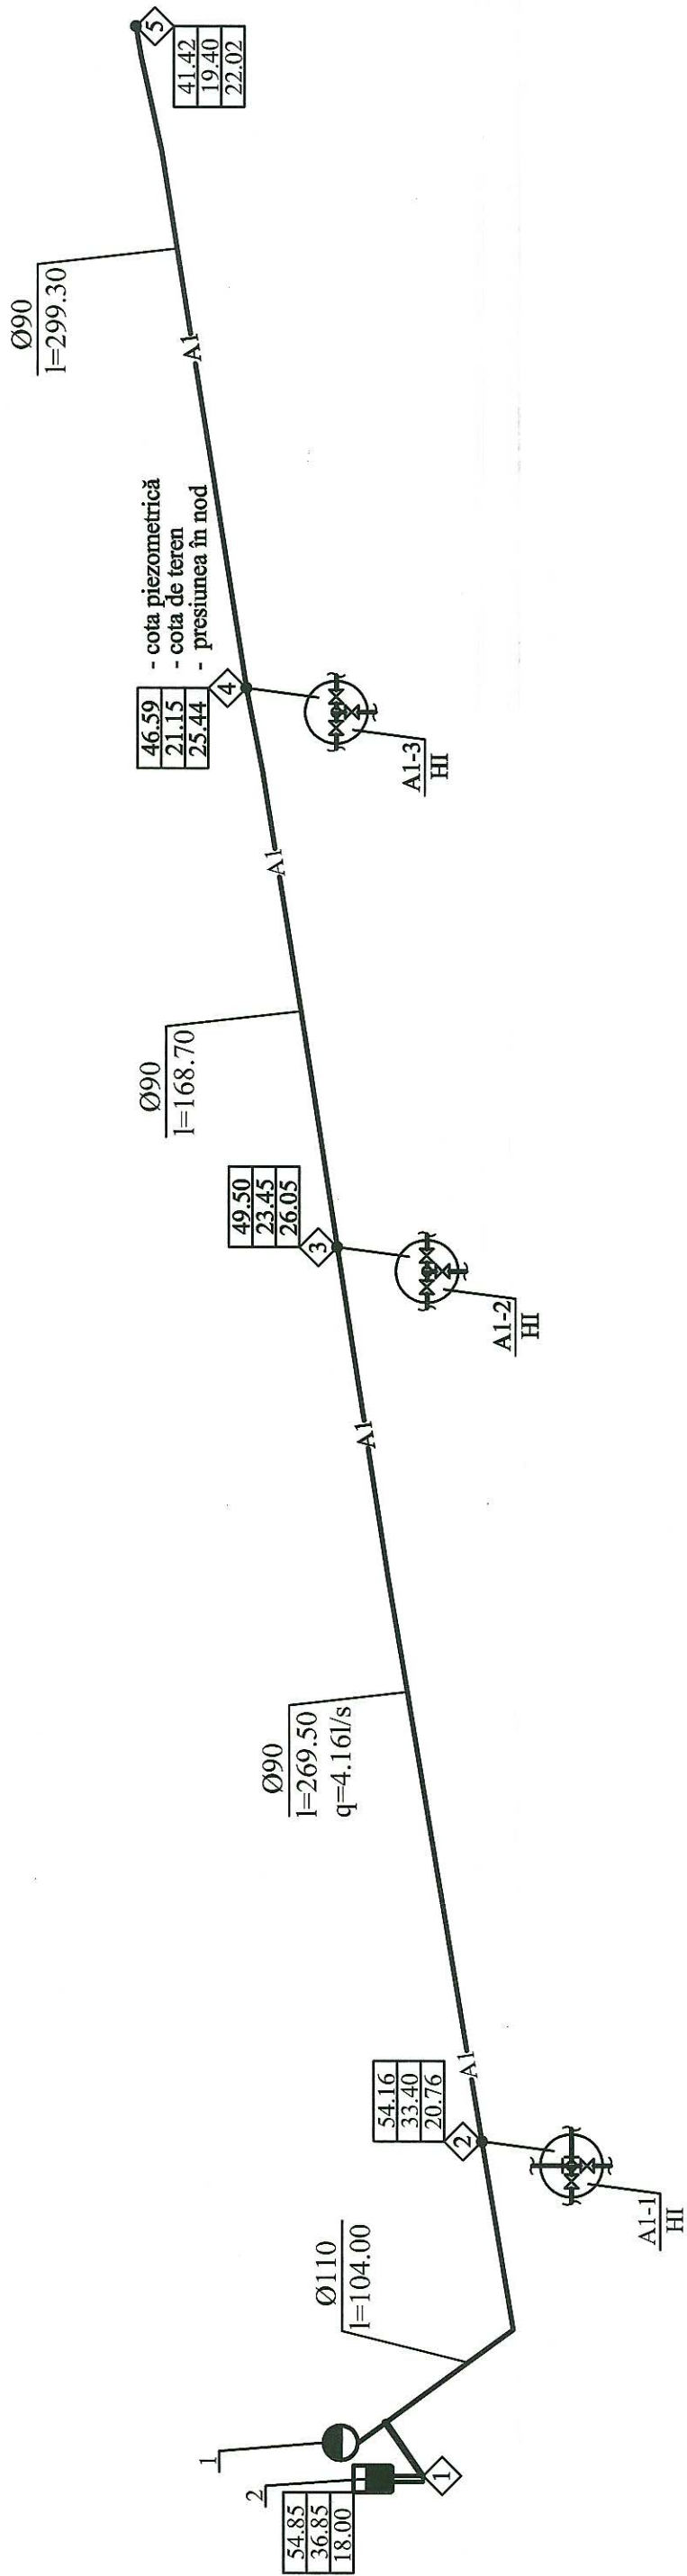 1
2
54.85
36.85
18.00
1
Ø110
l=104.00
54.16
33.40
20.76
2
A1-1
HI
A1
Ø90
l=269.50
q=4.16l/s
A1
49.50
23.45
26.05
3
A1-2
HI
Ø90
l=168.70
A1
46.59 - cota piezometrică
21.15 - cota de teren
25.44 - presiunea în nod
4
A1-3
HI
A1
Ø90
l=299.30
5
41.42
19.40
22.02